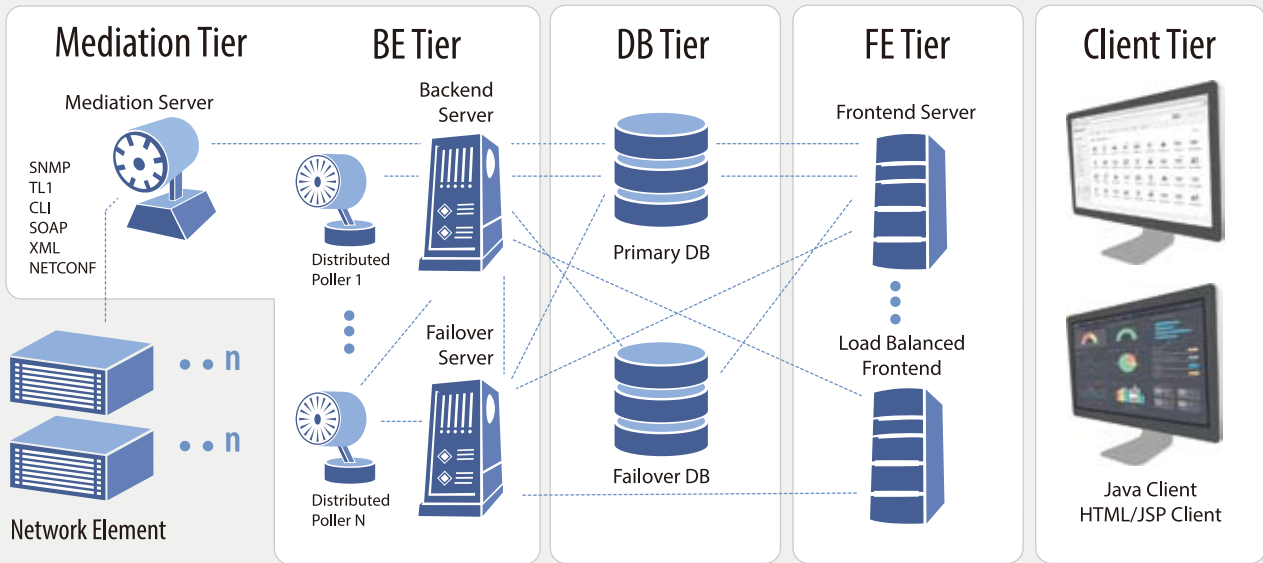 Mediation Tier
BE Tier
DB Tier
FE Tier
Client Tier
Mediation Server
SNMP
TL1
CLI
SOAP
XML
NETCONF
Backend
Server
Distributed
Poller 1
Failover
Server
Distributed
Poller N
n
n
Network Element
Primary DB
Failover DB
Frontend Server
Load Balanced
Frontend
Java Client
HTML/JSP Client